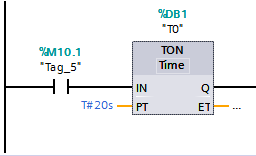 %DB1
"T0"
%M10.1
"Tag_5"
TON
Time
IN Q
T#20s PT ET ...